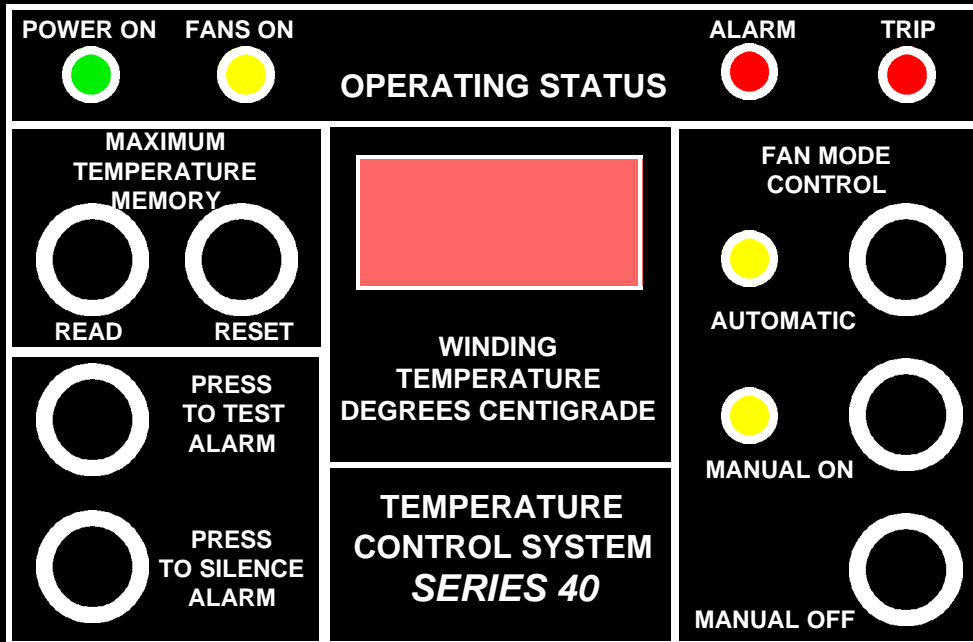 POWER ON
FANS ON
OPERATING STATUS
ALARM
TRIP
MAXIMUM
TEMPERATURE
MEMORY
READ
RESET
PRESS
TO TEST
ALARM
PRESS
TO SILENCE
ALARM
WINDING
TEMPERATURE
DEGREES CENTIGRADE
TEMPERATURE
CONTROL SYSTEM
SERIES 40
FAN MODE
CONTROL
AUTOMATIC
MANUAL ON
MANUAL OFF